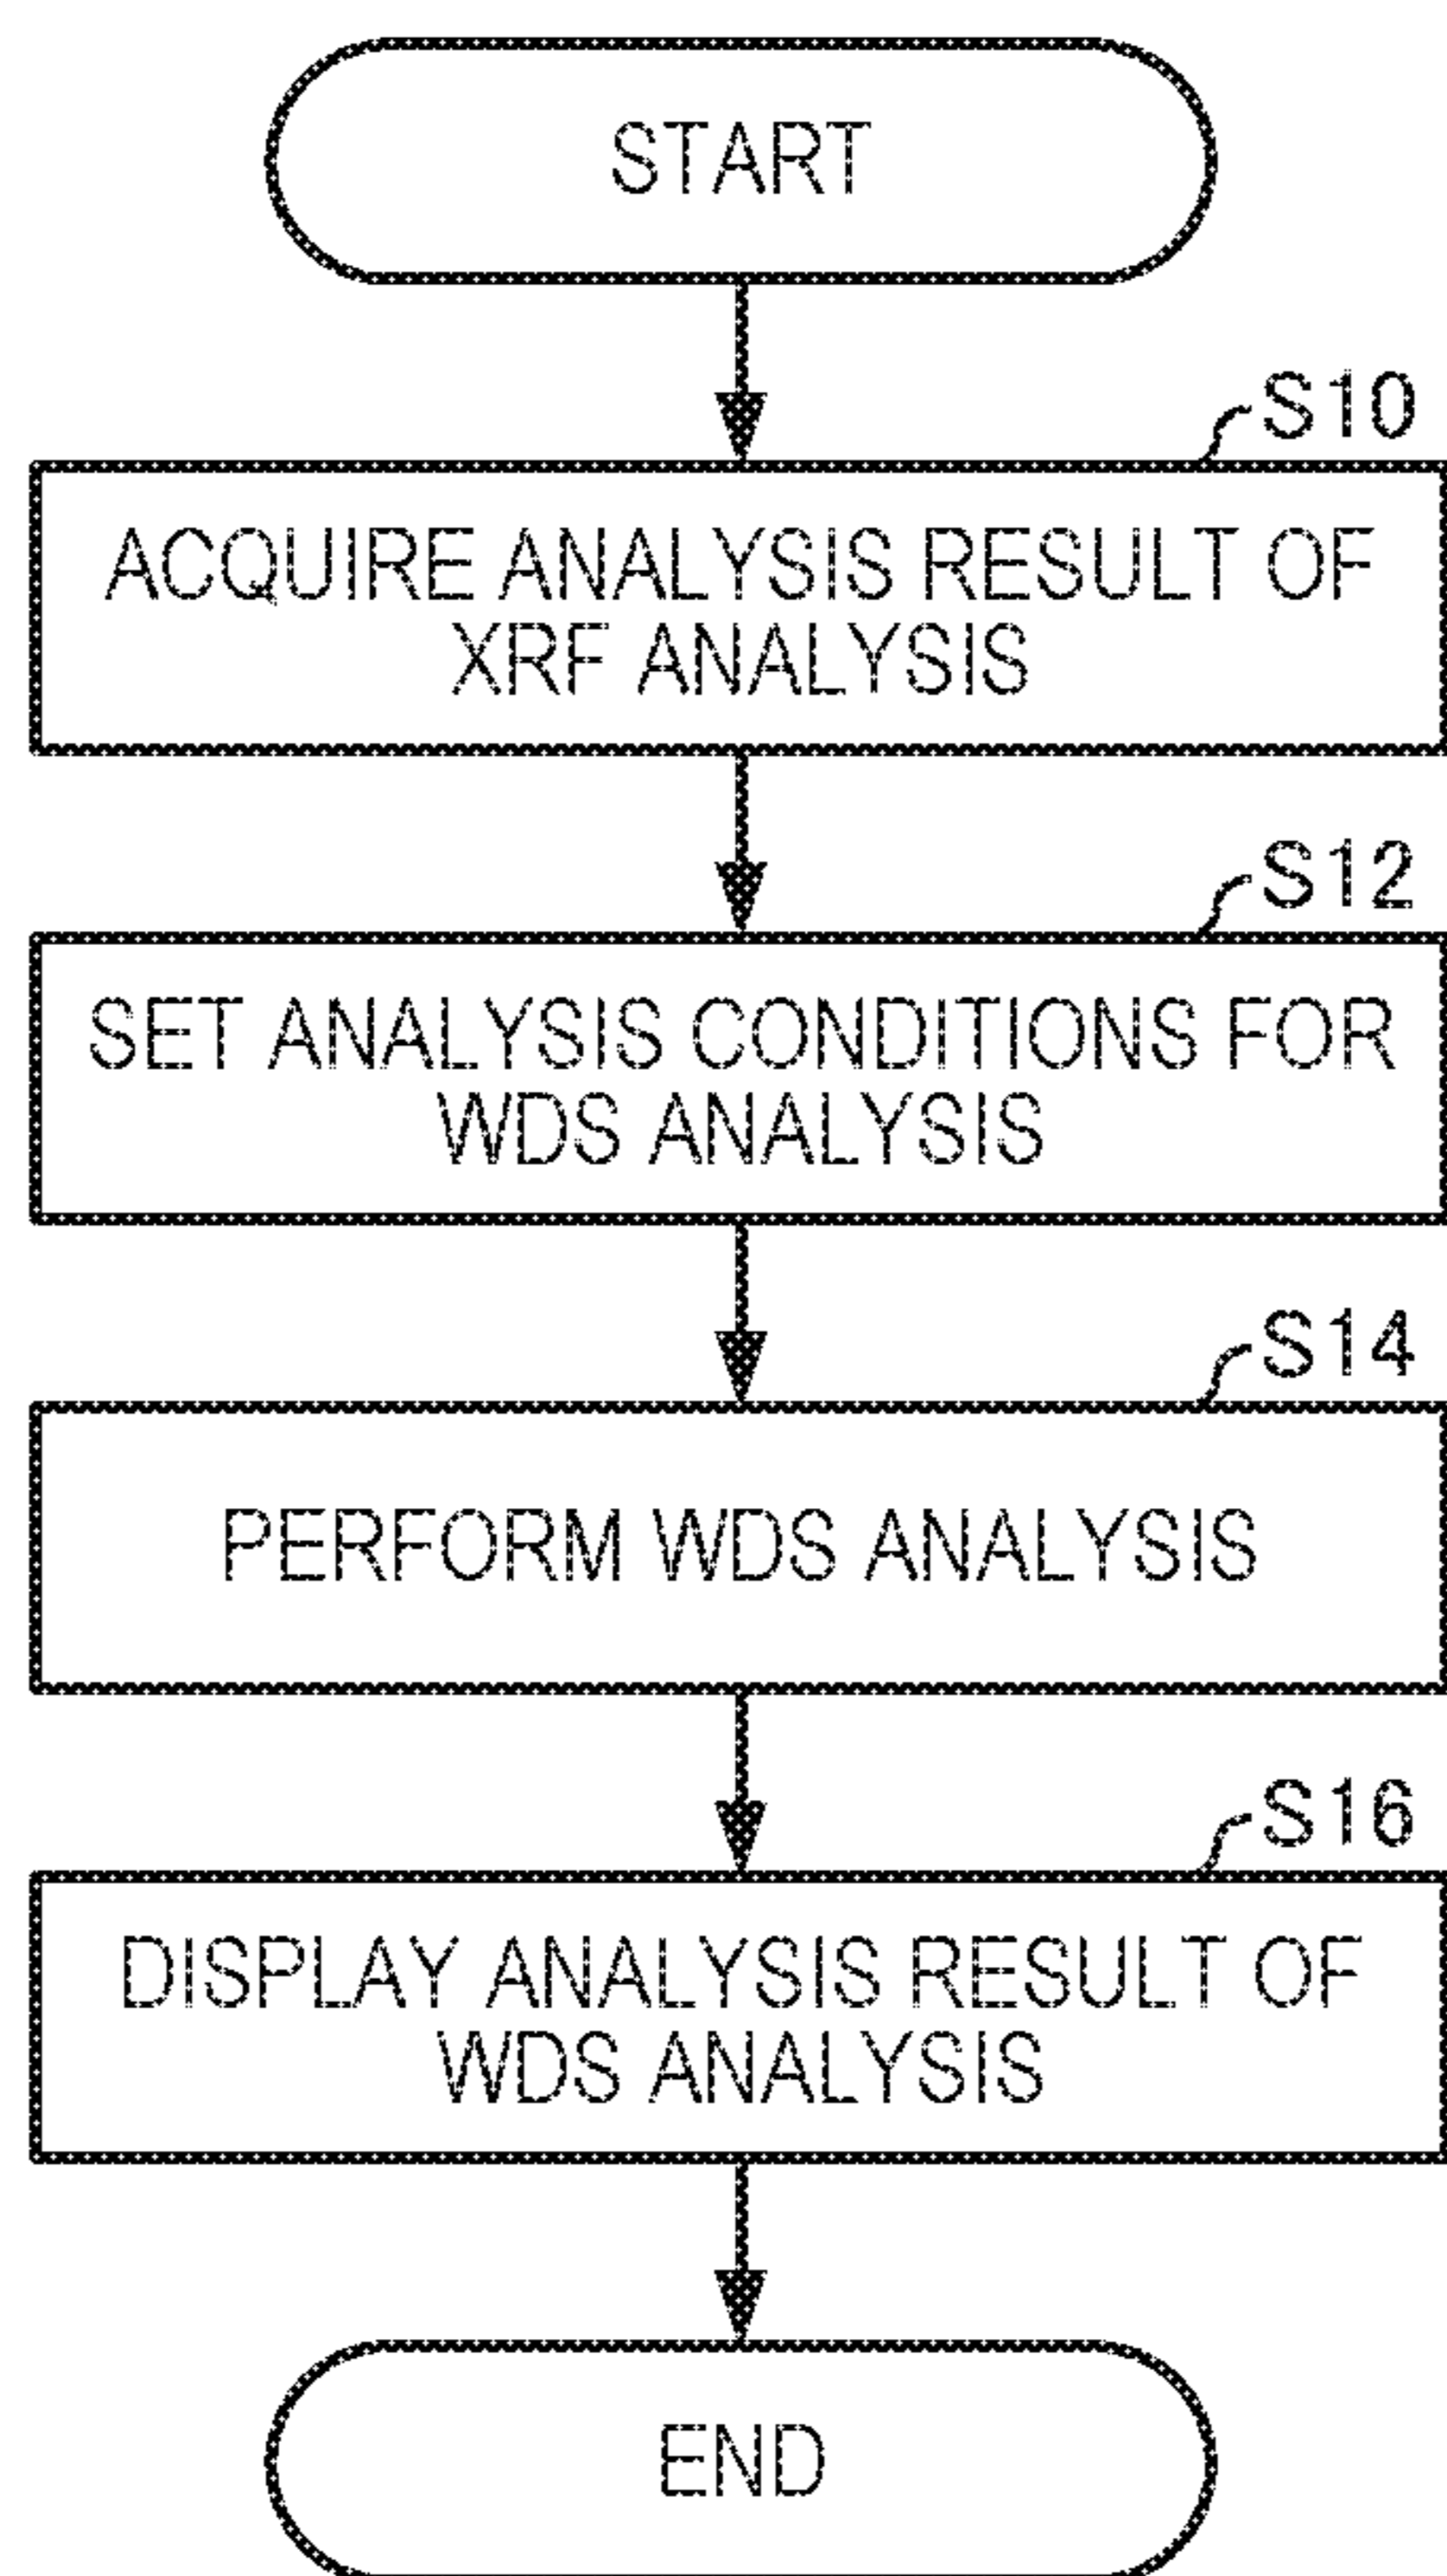 START
S10
ACQUIRE ANALYSIS RESULT OF
XRF ANALYSIS
S12
SET ANALYSIS CONDITIONS FOR
WDS ANALYSIS
S14
PERFORM WDS ANALYSIS
S16
DISPLAY ANALYSIS RESULT OF
WDS ANALYSIS
END